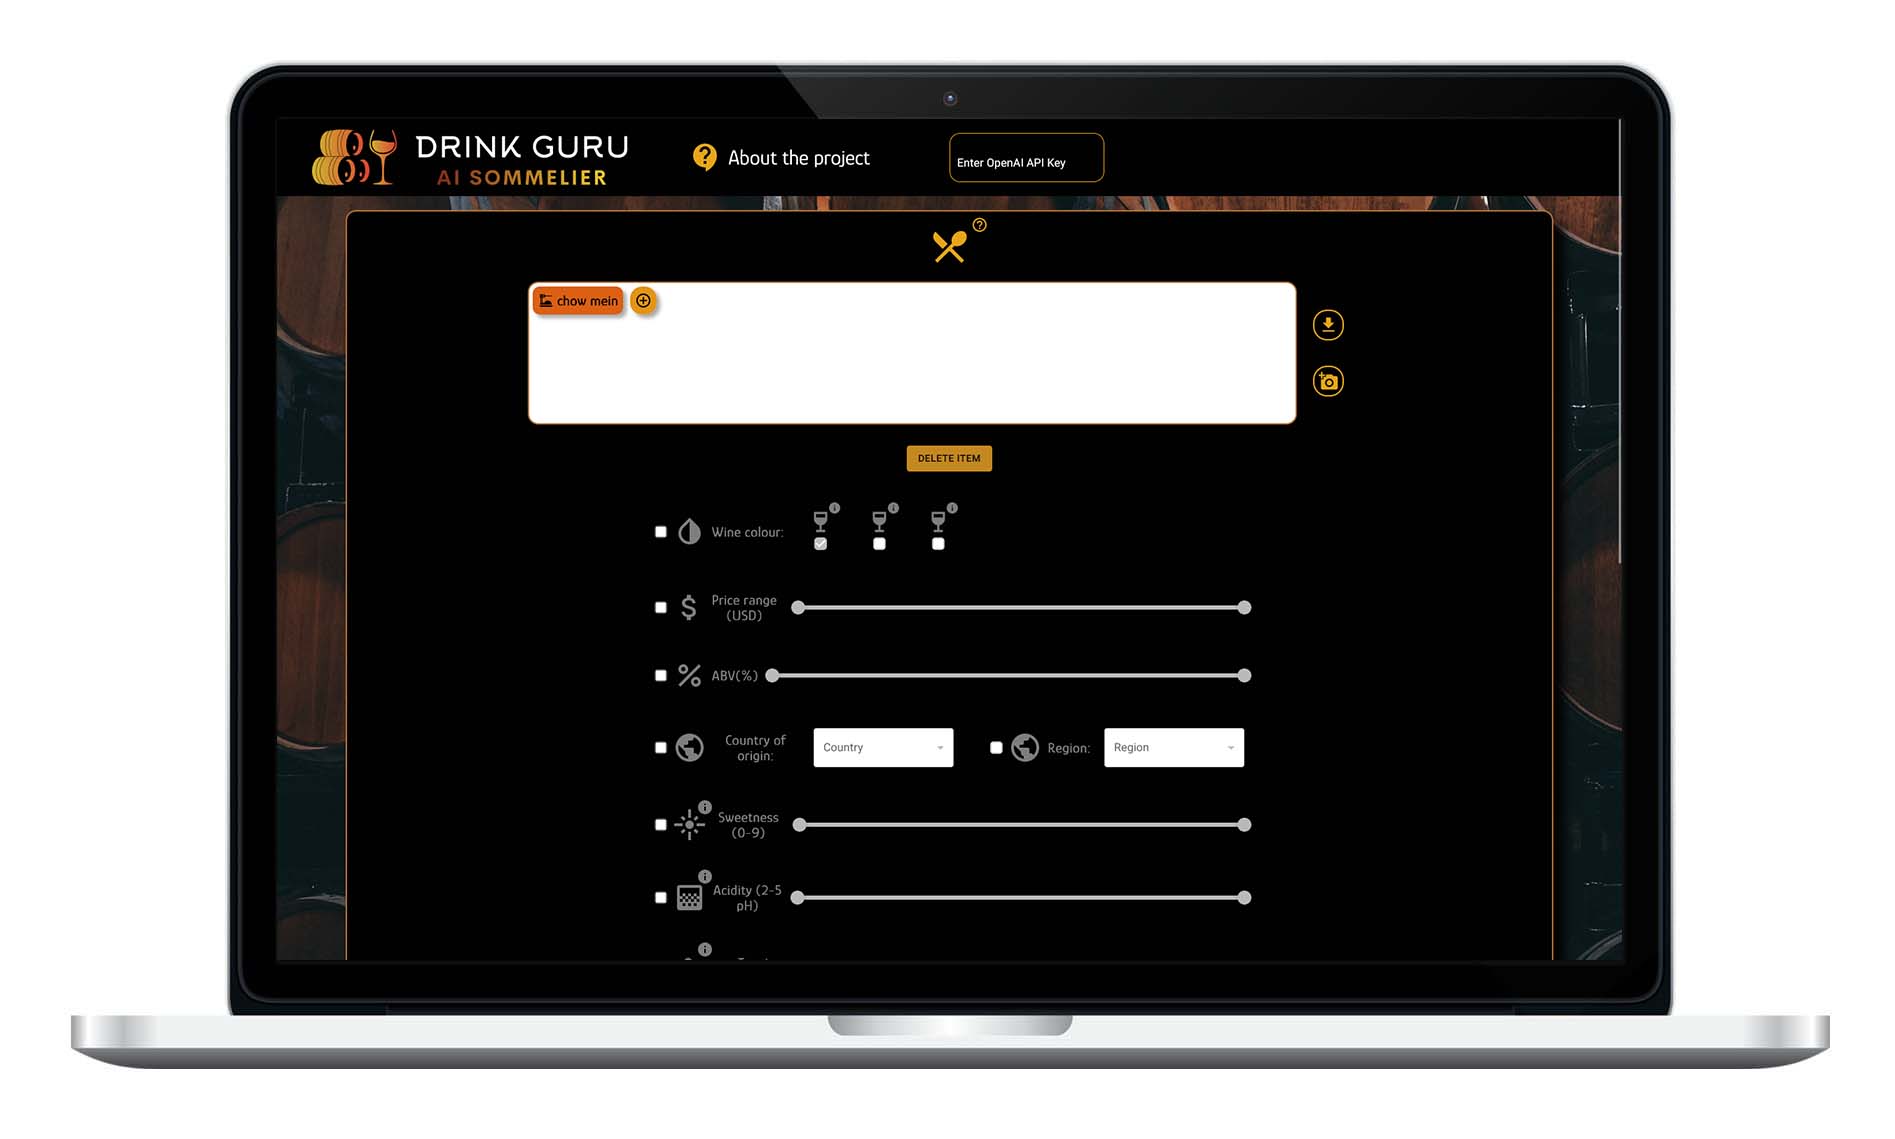 DRINK GURU
AI SOMMELIER
About the project
Enter OpenAI API Key
chow mein
DELETE ITEM
Wine colour:
Price range
(USD)
ABV(%)
Country of
origin:
Country
Region:
Region
Sweetness
(0-9)
Acidity (2-5
pH)